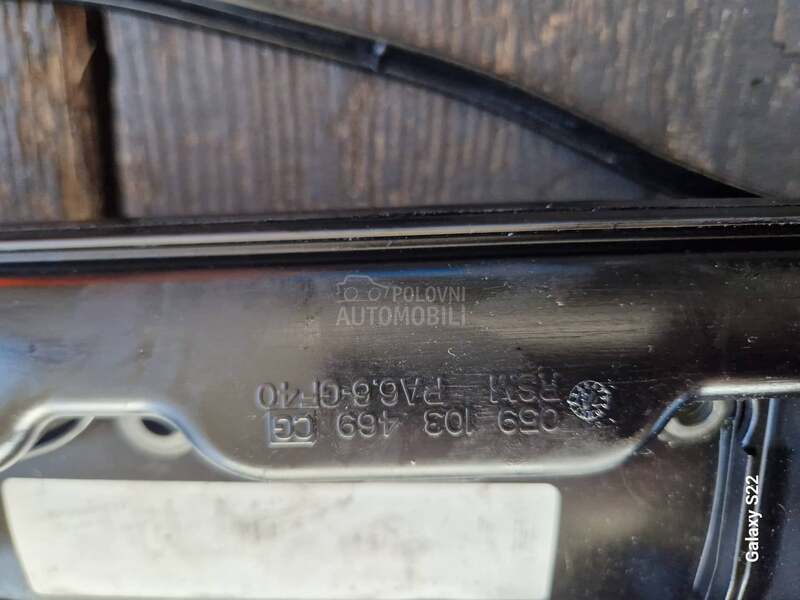 POLOVNI
AUTOMOBILI
059 103 469 CG
RSM PA6.6-GF40
Galaxy S22